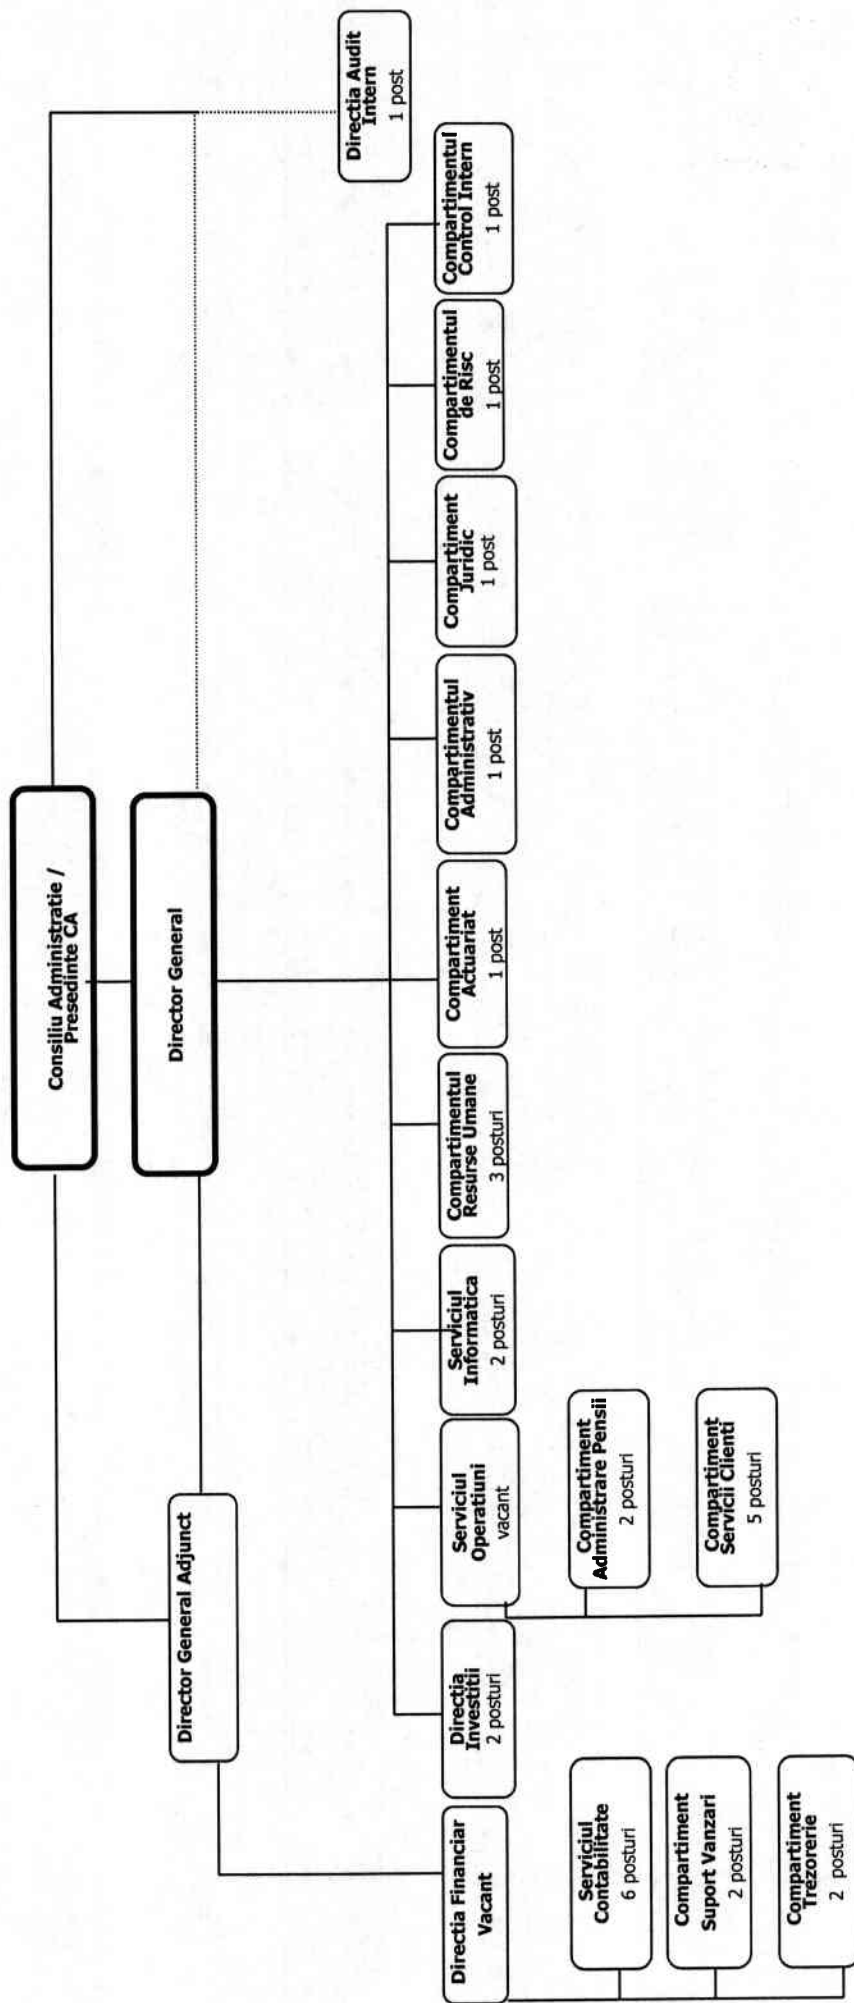 Consiliu Administratie /
Presedinte CA
Director General
Director General Adjunct
Directia Audit
Intern
1 post
Directia Financiar
Vacant
Directia
Investitii
2 posturi
Serviciul
Operatiuni
vacant
Serviciul
Informatica
2 posturi
Compartimentul
Resurse Umane
3 posturi
Compartiment
Actuariat
1 post
Compartimentul
Administrativ
1 post
Compartiment
Juridic
1 post
Compartimentul
de Risc
1 post
Compartimentul
Control Intern
1 post
Serviciul
Contabilitate
6 posturi
Compartiment
Suport Vanzari
2 posturi
Compartiment
Trezorerie
2 posturi
Compartiment
Administrare Pensii
2 posturi
Compartiment
Servicii Clienti
5 posturi